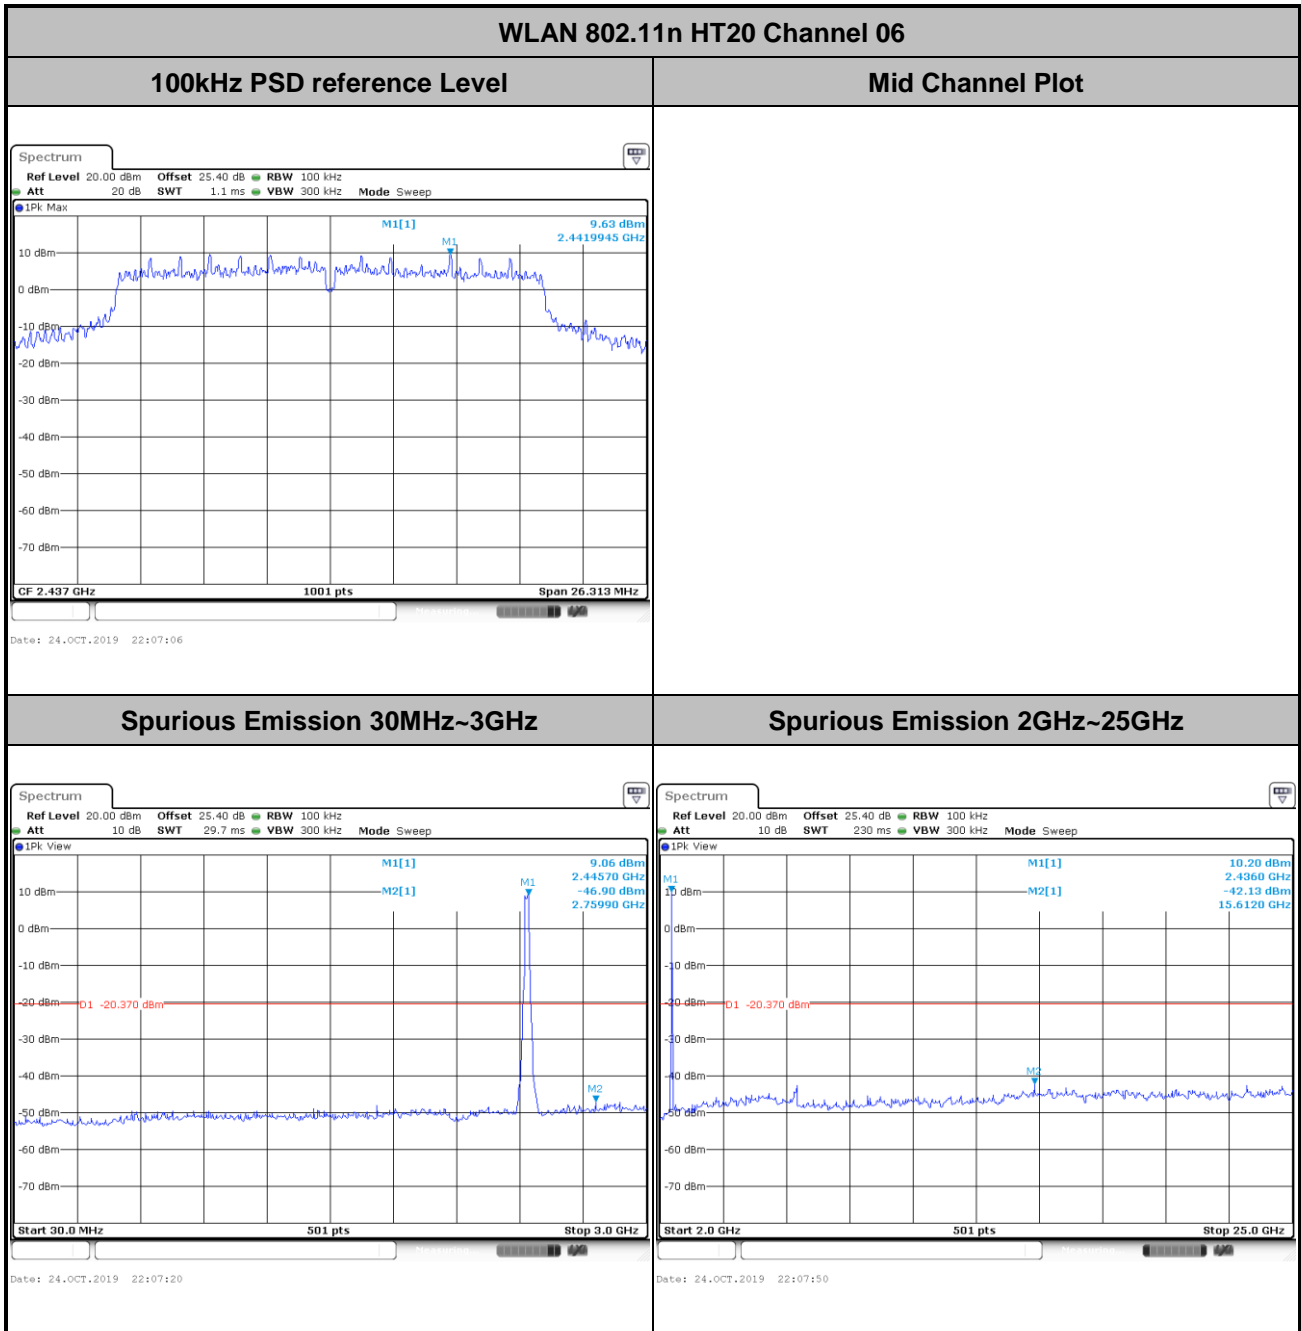 WLAN 802.11n HT20 Channel 06
100kHz PSD reference Level
Mid Channel Plot
Spectrum
Ref Level 20.00 dBm Offset 25.40 dB RBW 100 kHz
Att 20 dB SWT 1.1 ms VBW 300 kHz Mode Sweep
1Pk Max
M1[1] 9.63 dBm
2.4419945 GHz
M1
10 dBm
0 dBm
-10 dBm
-20 dBm
-30 dBm
-40 dBm
-50 dBm
-60 dBm
-70 dBm
CF 2.437 GHz 1001 pts Span 26.313 MHz
Measuring...
Date: 24.OCT.2019 22:07:06
Spurious Emission 30MHz~3GHz
Spurious Emission 2GHz~25GHz
Spectrum
Ref Level 20.00 dBm Offset 25.40 dB RBW 100 kHz
Att 10 dB SWT 29.7 ms VBW 300 kHz Mode Sweep
1Pk View
M1[1] 9.06 dBm
2.44570 GHz
M2[1] -46.90 dBm
2.75990 GHz
M1
10 dBm
0 dBm
-10 dBm
-20 dBm
D1 -20.370 dBm
-30 dBm
-40 dBm
M2
-50 dBm
-60 dBm
-70 dBm
Start 30.0 MHz 501 pts Stop 3.0 GHz
Measuring...
Date: 24.OCT.2019 22:07:20
Spectrum
Ref Level 20.00 dBm Offset 25.40 dB RBW 100 kHz
Att 10 dB SWT 230 ms VBW 300 kHz Mode Sweep
1Pk View
M1[1] 10.20 dBm
2.4360 GHz
M2[1] -42.13 dBm
15.6120 GHz
M1
10 dBm
0 dBm
-10 dBm
-20 dBm
D1 -20.370 dBm
-30 dBm
-40 dBm
M2
-50 dBm
-60 dBm
-70 dBm
Start 2.0 GHz 501 pts Stop 25.0 GHz
Measuring...
Date: 24.OCT.2019 22:07:50